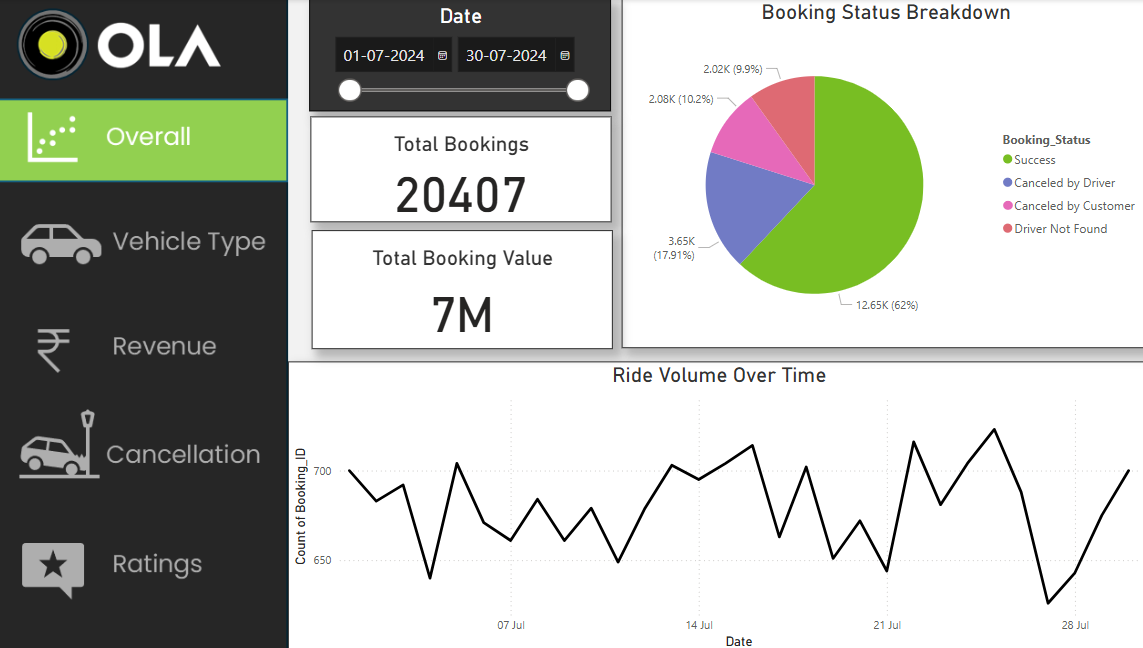 OLA
Overall
Vehicle Type
Revenue
Cancellation
Ratings
Date
01-07-2024
30-07-2024
Total Bookings
20407
Total Booking Value
7M
Booking Status Breakdown
2.02K (9.9%)
2.08K (10.2%)
3.65K
(17.91%)
12.65K (62%)
Booking_Status
Success
Canceled by Driver
Canceled by Customer
Driver Not Found
Ride Volume Over Time
Count of Booking_ID
700
650
07 Jul
14 Jul
21 Jul
28 Jul
Date